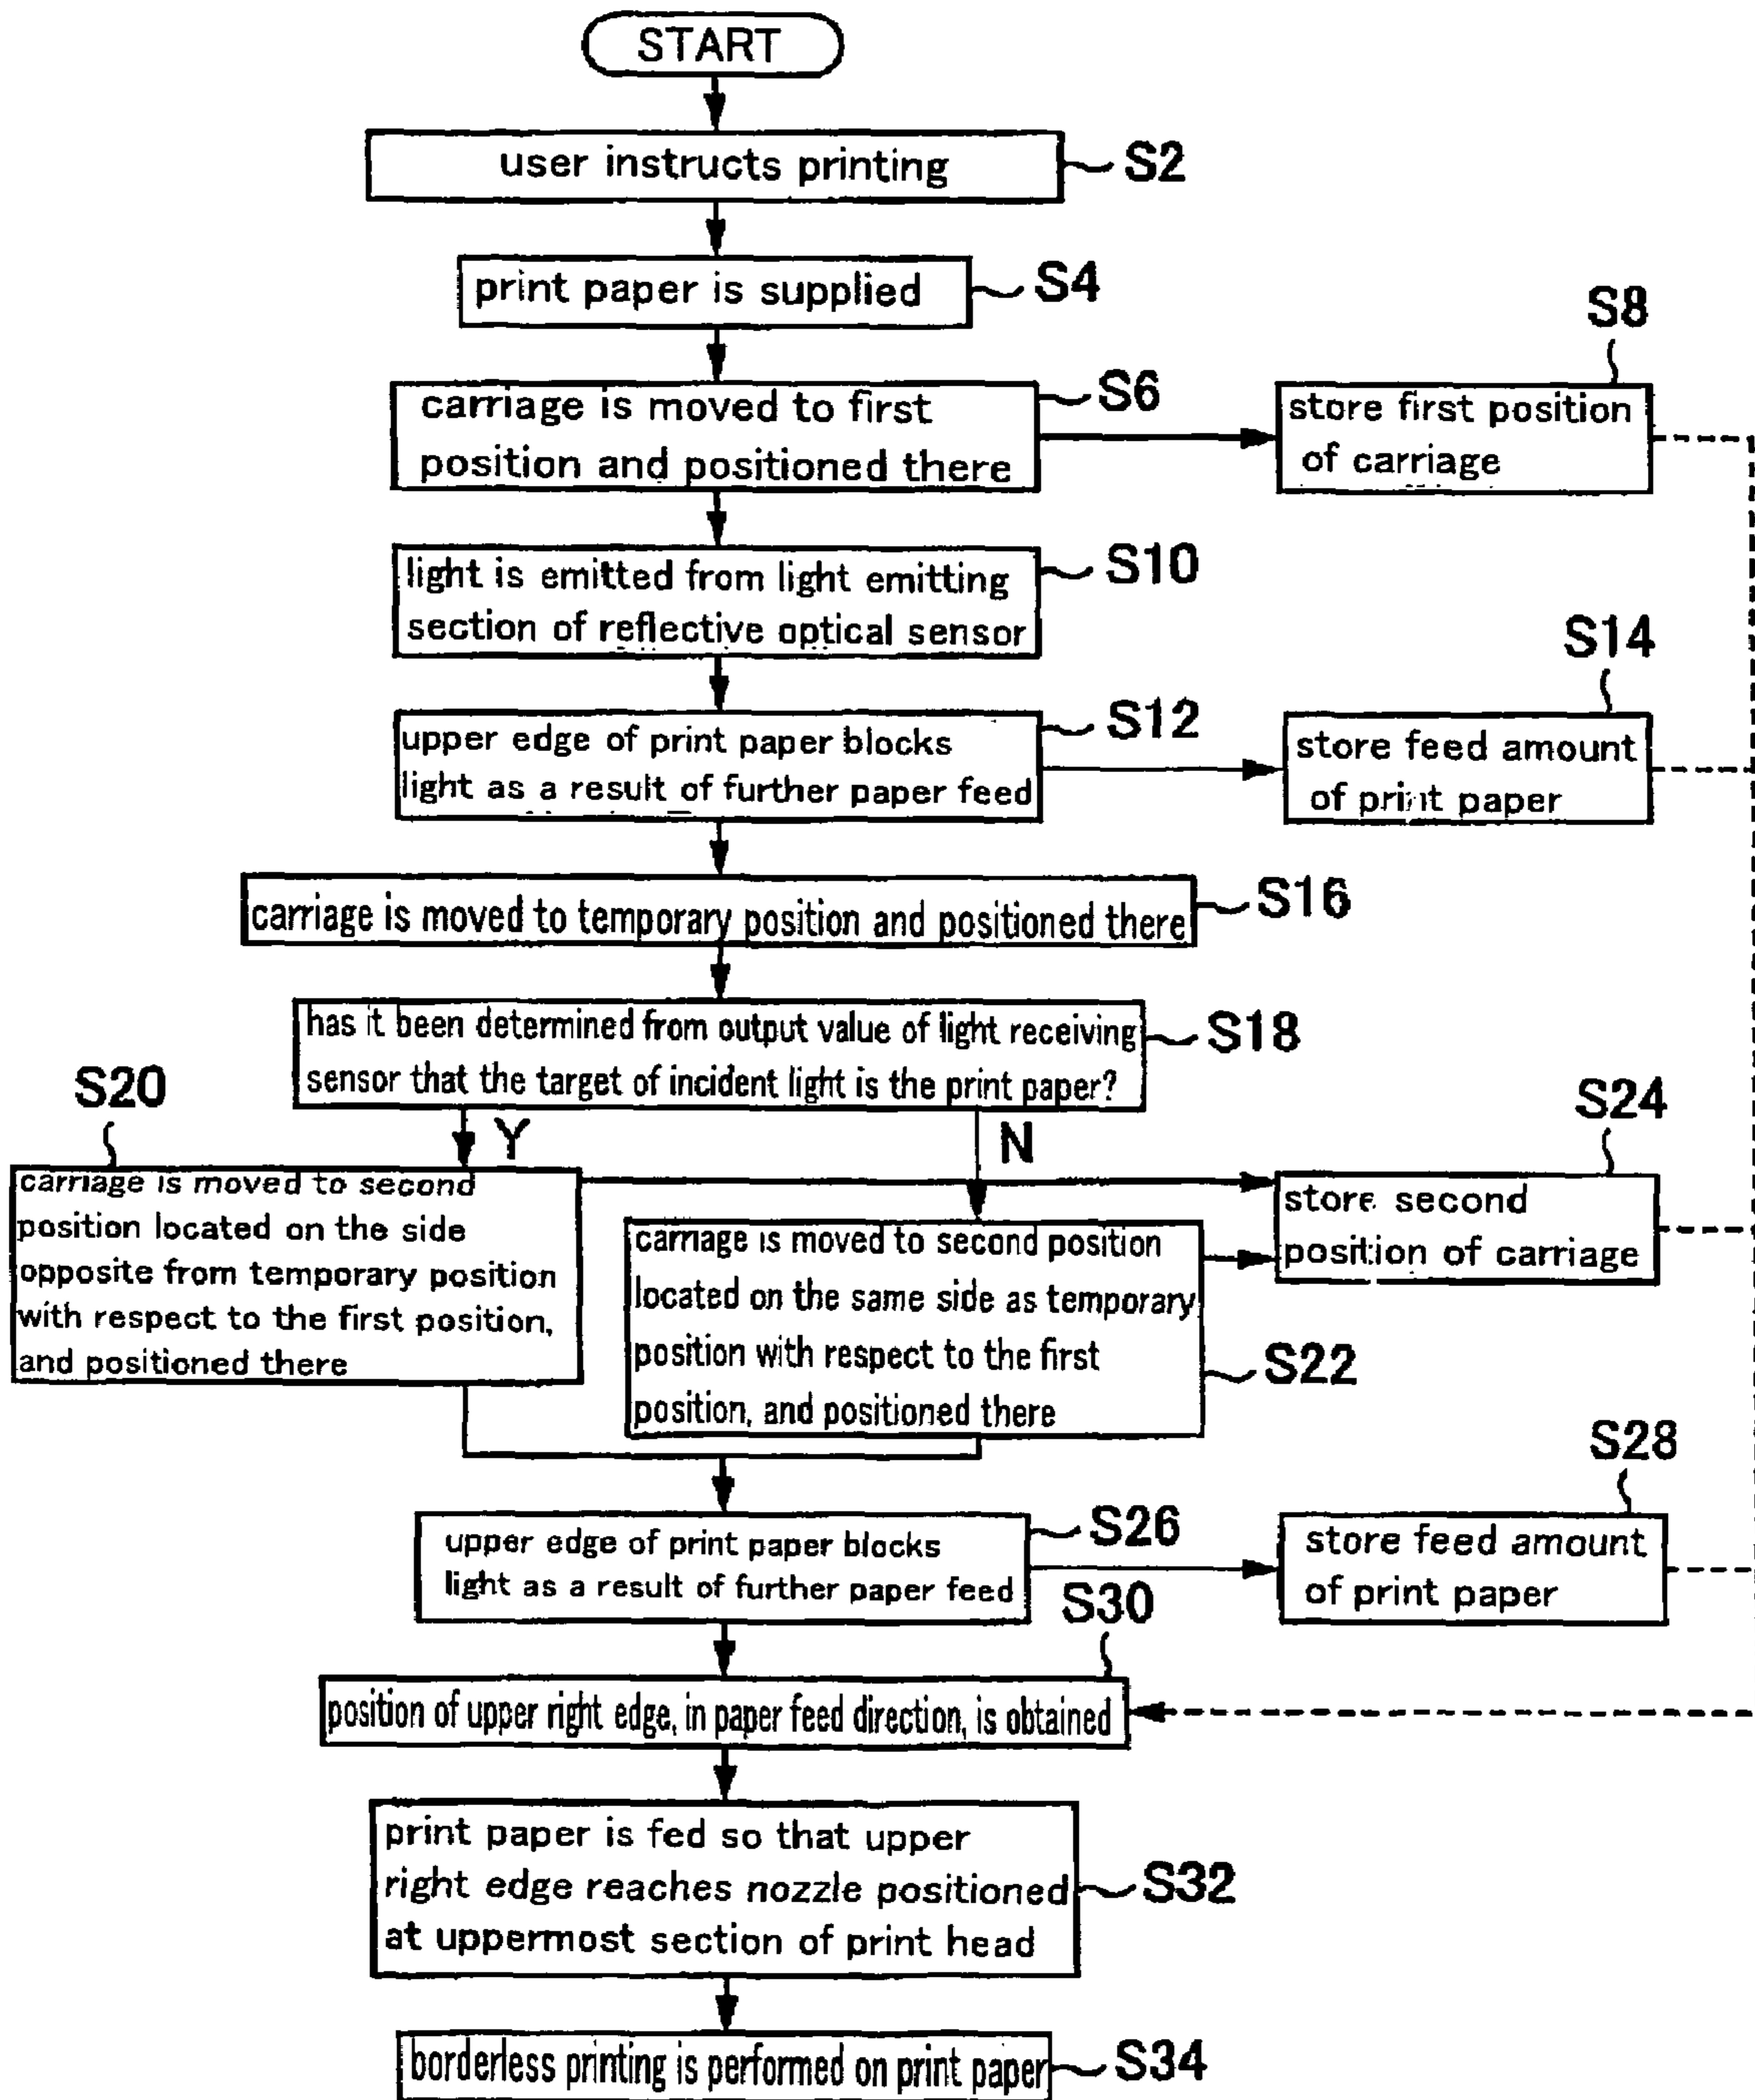 START
user instructs printing
S2
print paper is supplied
S4
carriage is moved to first
position and positioned there
S6
store first position
of carriage
S8
light is emitted from light emitting
section of reflective optical sensor
S10
upper edge of print paper blocks
light as a result of further paper feed
S12
store feed amount
of print paper
S14
carriage is moved to temporary position and positioned there
S16
has it been determined from output value of light receiving
sensor that the target of incident light is the print paper?
S18
Y
N
S20
carriage is moved to second
position located on the side
opposite from temporary position
with respect to the first position,
and positioned there
carriage is moved to second position
located on the same side as temporary
position with respect to the first
position, and positioned there
S22
S24
store second
position of carriage
upper edge of print paper blocks
light as a result of further paper feed
S26
S28
store feed amount
of print paper
S30
position of upper right edge, in paper feed direction, is obtained
print paper is fed so that upper
right edge reaches nozzle positioned
at uppermost section of print head
S32
borderless printing is performed on print paper
S34